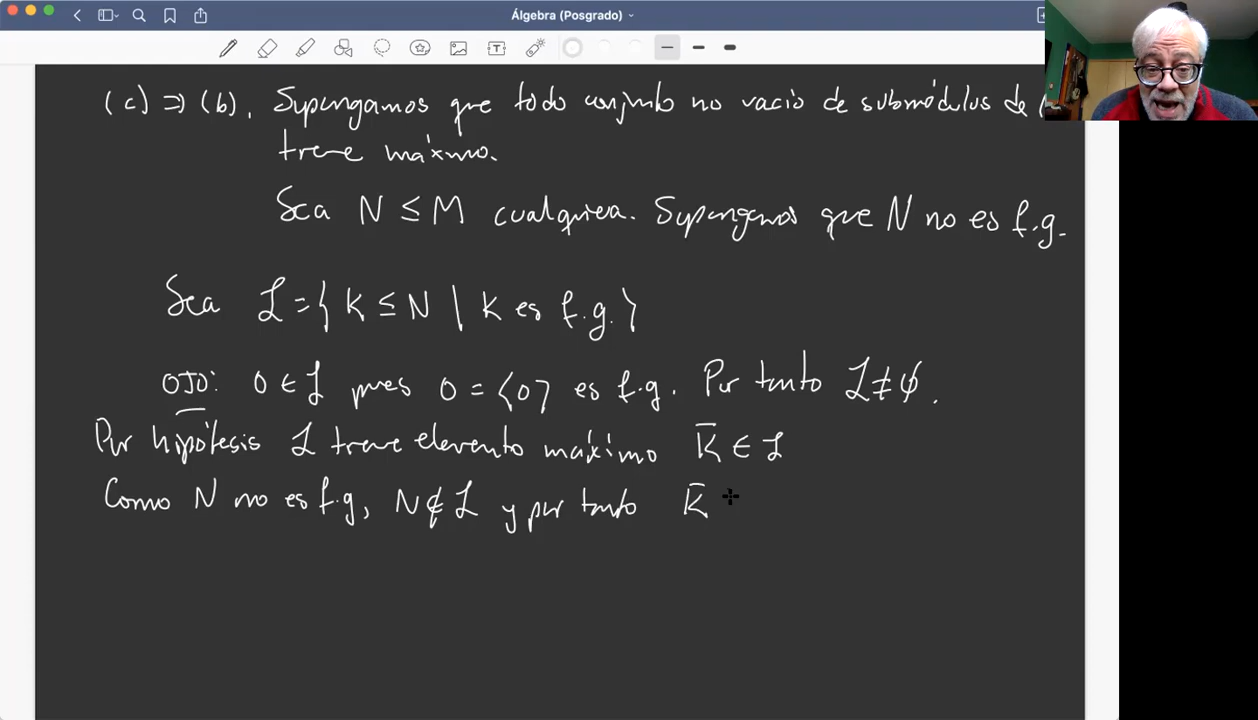 Álgebra (Posgrado)
(c) ⇒ (b). Supongamos que todo conjunto no vacío de submódulos de
tiene máximo.
Sea N ≤ M cualquiera. Supongamos que N no es f.g.
Sea ℒ = { K ≤ N | K es f.g. }
OJO: 0 ∈ ℒ pues 0 = ⟨0⟩ es f.g. Por tanto ℒ ≠ ∅.
Por hipótesis ℒ tiene elemento máximo K̄ ∈ ℒ
Como N no es f.g, N ∉ ℒ y por tanto K̄